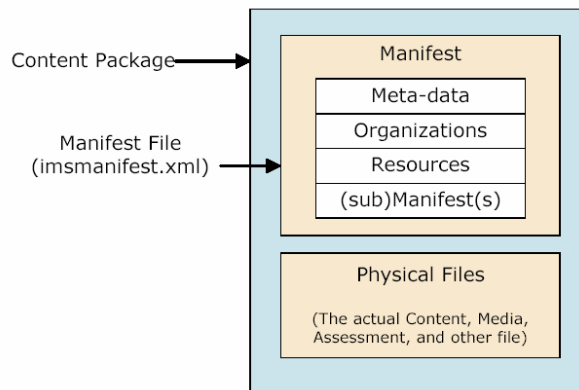 Content Package
Manifest File
(imsmanifest.xml)
Manifest
Meta-data
Organizations
Resources
(sub)Manifest(s)
Physical Files
(The actual Content, Media,
Assessment, and other file)